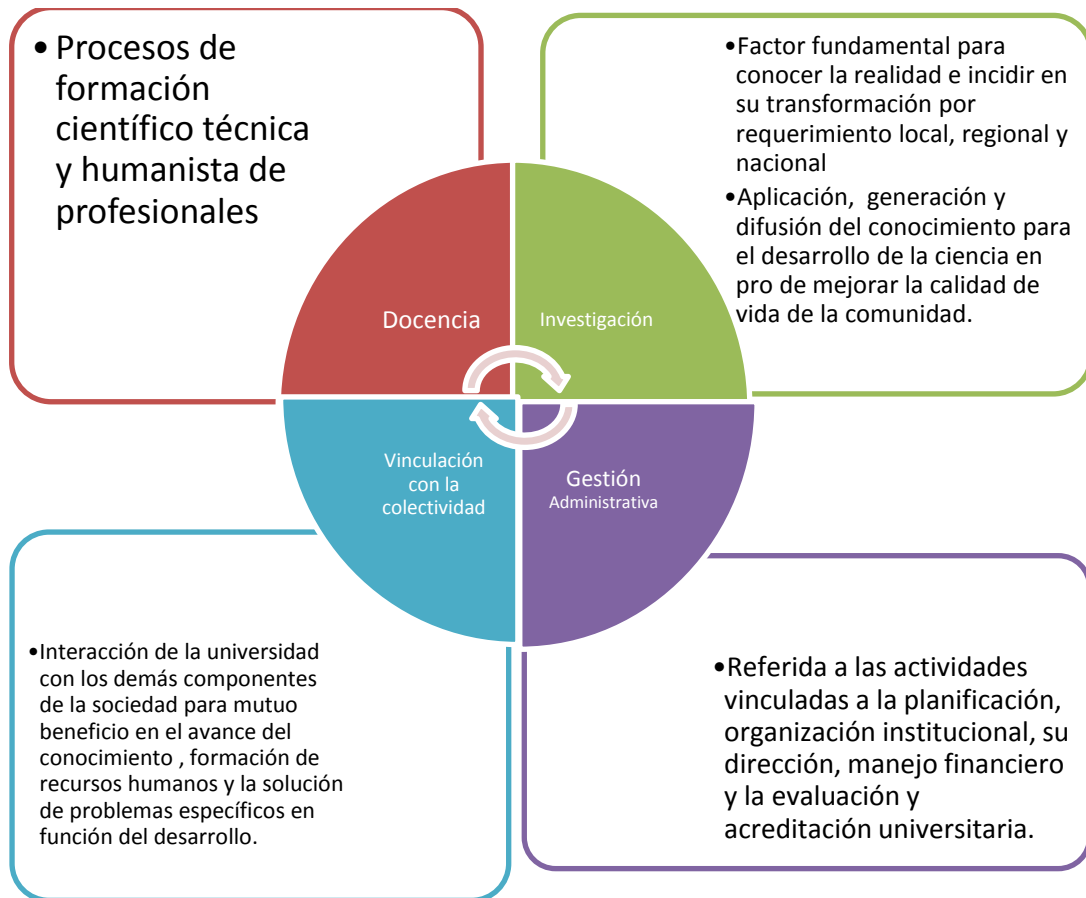 • Procesos de
formación
científico técnica
y humanista de
profesionales
•Factor fundamental para
conocer la realidad e incidir en
su transformación por
requerimiento local, regional y
nacional
•Aplicación, generación y
difusión del conocimiento para
el desarrollo de la ciencia en
pro de mejorar la calidad de
vida de la comunidad.
Docencia
Investigación
Vinculación
con la
colectividad
Gestión
Administrativa
•Interacción de la universidad
con los demás componentes
de la sociedad para mutuo
beneficio en el avance del
conocimiento , formación de
recursos humanos y la solución
de problemas específicos en
función del desarrollo.
•Referida a las actividades
vinculadas a la planificación,
organización institucional, su
dirección, manejo financiero
y la evaluación y
acreditación universitaria.